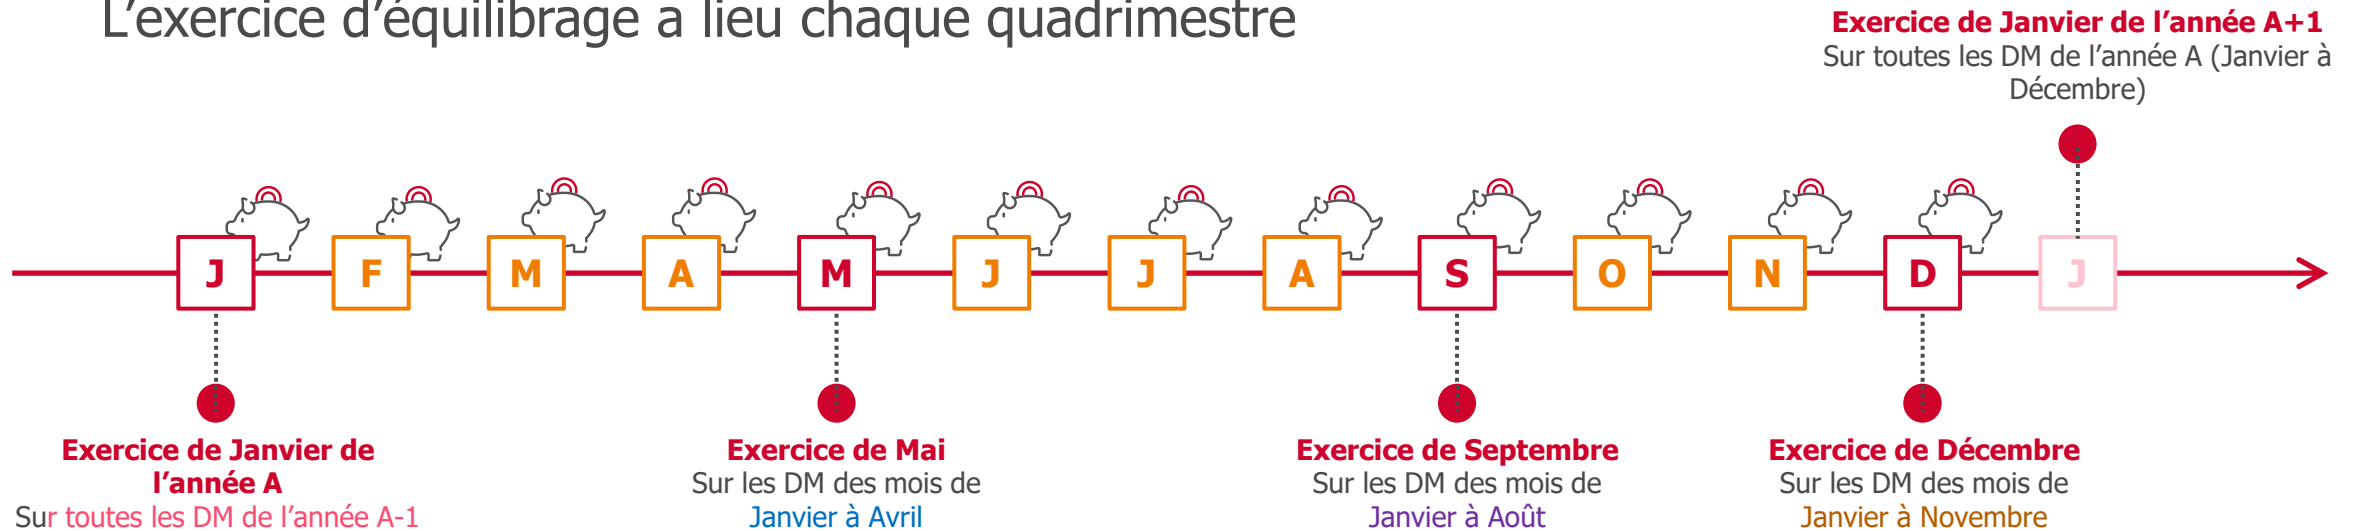 L’exercice d’équilibrage a lieu chaque quadrimestre
Exercice de Janvier de l’année A+1
Sur toutes les DM de l’année A (Janvier à
Décembre)
J F M A M J J A S O N D J
Exercice de Janvier de
l’année A
Sur toutes les DM de l’année A-1
Exercice de Mai
Sur les DM des mois de
Janvier à Avril
Exercice de Septembre
Sur les DM des mois de
Janvier à Août
Exercice de Décembre
Sur les DM des mois de
Janvier à Novembre